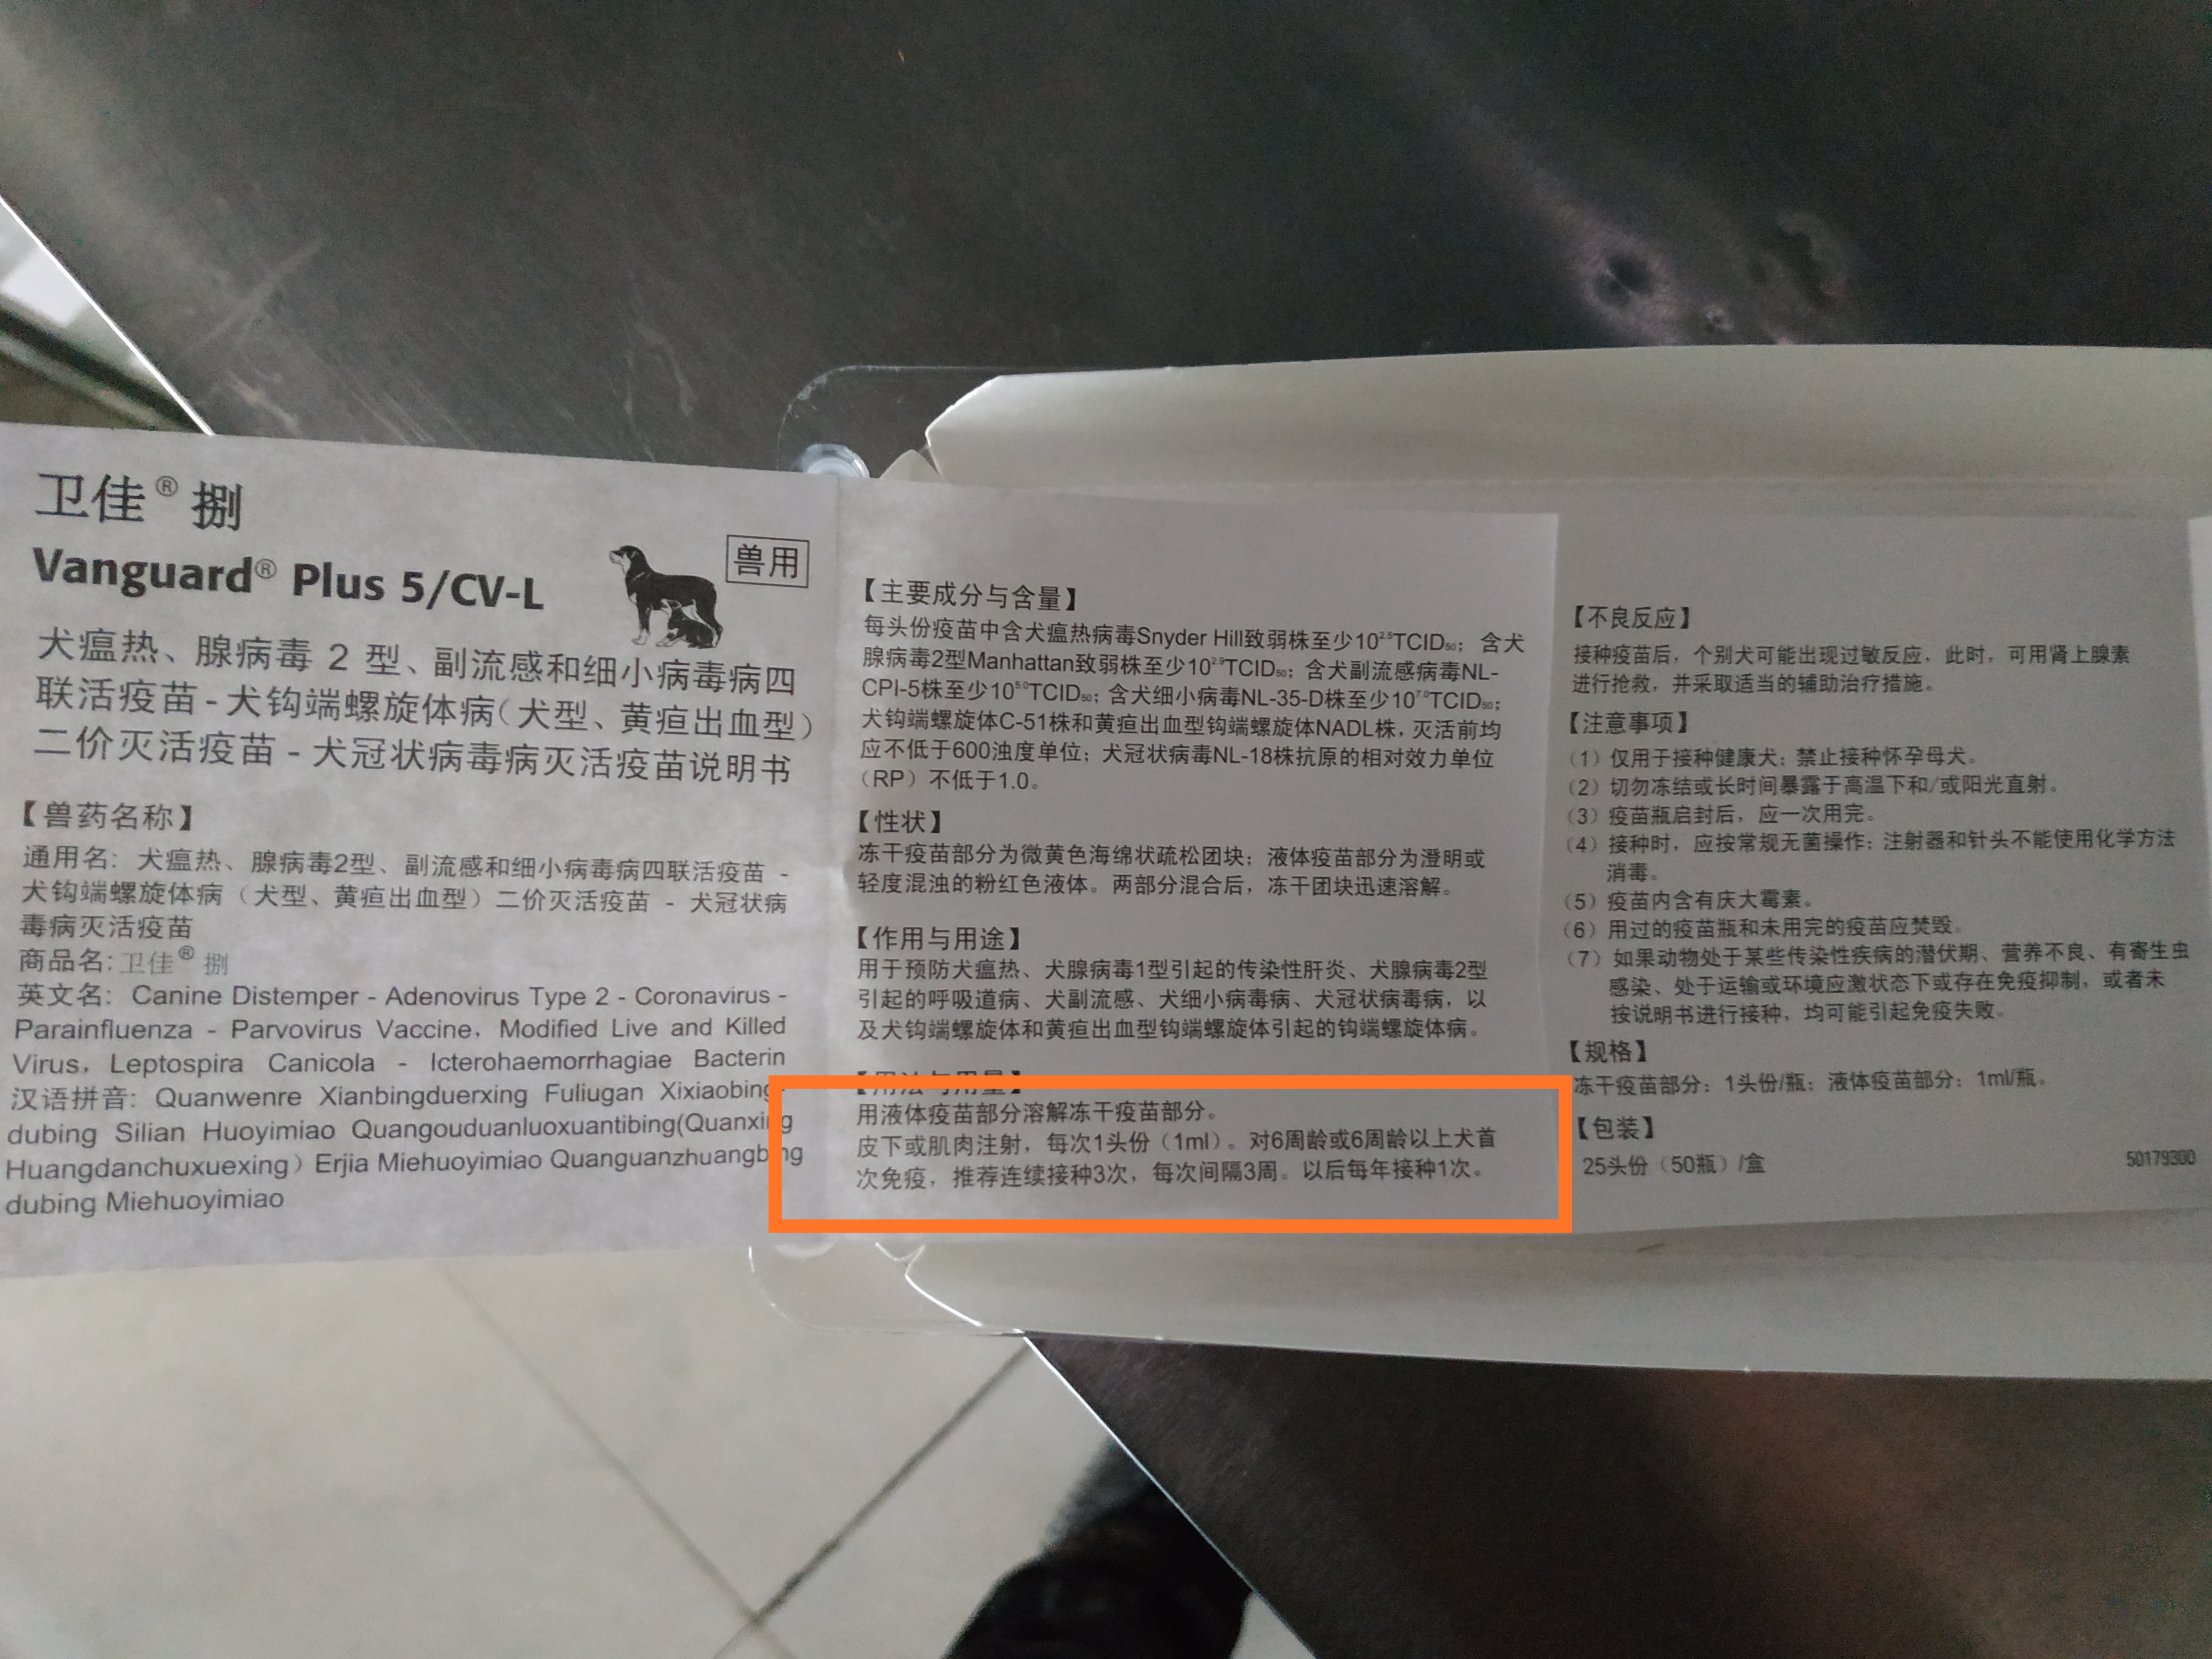 卫佳® 捌
Vanguard® Plus 5/CV-L
兽用
犬瘟热、腺病毒 2 型、副流感和细小病毒病四
联活疫苗-犬钩端螺旋体病(犬型、黄疸出血型)
二价灭活疫苗-犬冠状病毒病灭活疫苗说明书
【兽药名称】
通用名: 犬瘟热、腺病毒2型、副流感和细小病毒病四联活疫苗 -
犬钩端螺旋体病（犬型、黄疸出血型）二价灭活疫苗 - 犬冠状病
毒病灭活疫苗
商品名: 卫佳® 捌
英文名: Canine Distemper - Adenovirus Type 2 - Coronavirus -
Parainfluenza - Parvovirus Vaccine, Modified Live and Killed
Virus, Leptospira Canicola - Icterohaemorrhagiae Bacterin
汉语拼音: Quanwenre Xianbingduerxing Fuliugan Xixiaobing
dubing Silian Huoyimiao Quangouduanluoxuantibing(Quanxing
Huangdanchuxuexing）Erjia Miehuoyimiao Quanguanzhuangbing
dubing Miehuoyimiao
【主要成分与含量】
每头份疫苗中含犬瘟热病毒Snyder Hill致弱株至少10²·⁵TCID₅₀；含犬
腺病毒2型Manhattan致弱株至少10²·⁹TCID₅₀；含犬副流感病毒NL-
CPI-5株至少10⁵·⁰TCID₅₀；含犬细小病毒NL-35-D株至少10⁷·⁰TCID₅₀；
犬钩端螺旋体C-51株和黄疸出血型钩端螺旋体NADL株，灭活前均
应不低于600浊度单位；犬冠状病毒NL-18株抗原的相对效力单位
（RP）不低于1.0。
【性状】
冻干疫苗部分为微黄色海绵状疏松团块；液体疫苗部分为澄明或
轻度混浊的粉红色液体。两部分混合后，冻干团块迅速溶解。
【作用与用途】
用于预防犬瘟热、犬腺病毒1型引起的传染性肝炎、犬腺病毒2型
引起的呼吸道病、犬副流感、犬细小病毒病、犬冠状病毒病，以
及犬钩端螺旋体和黄疸出血型钩端螺旋体引起的钩端螺旋体病。
【用法与用量】
用液体疫苗部分溶解冻干疫苗部分。
皮下或肌肉注射，每次1头份（1ml）。对6周龄或6周龄以上犬首
次免疫，推荐连续接种3次，每次间隔3周。以后每年接种1次。
【不良反应】
接种疫苗后，个别犬可能出现过敏反应，此时，可用肾上腺素
进行抢救，并采取适当的辅助治疗措施。
【注意事项】
（1）仅用于接种健康犬；禁止接种怀孕母犬。
（2）切勿冻结或长时间暴露于高温下和/或阳光直射。
（3）疫苗瓶启封后，应一次用完。
（4）接种时，应按常规无菌操作；注射器和针头不能使用化学方法
消毒。
（5）疫苗内含有庆大霉素。
（6）用过的疫苗瓶和未用完的疫苗应焚毁。
（7）如果动物处于某些传染性疾病的潜伏期、营养不良、有寄生虫
感染、处于运输或环境应激状态下或存在免疫抑制，或者未
按说明书进行接种，均可能引起免疫失败。
【规格】
冻干疫苗部分：1头份/瓶；液体疫苗部分：1ml/瓶。
【包装】
25头份（50瓶）/盒
50179300